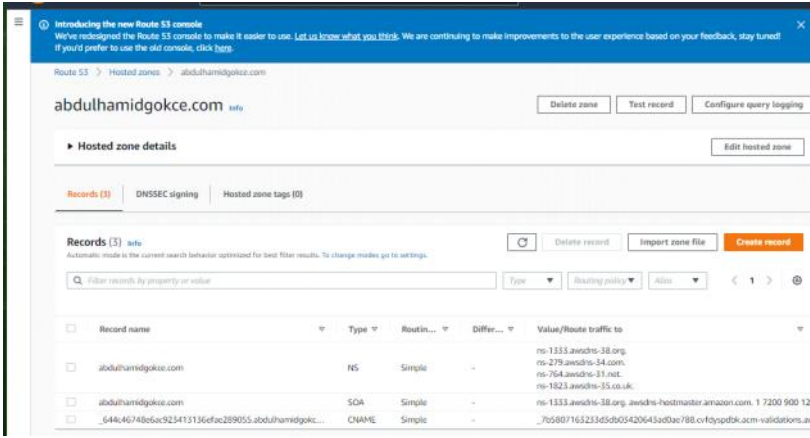 Introducing the new Route 53 console
We've redesigned the Route 53 console to make it easier to use. Let us know what you think. We are continuing to make improvements to the user experience based on your feedback, stay tuned!
If you'd prefer to use the old console, click here.
Route 53 > Hosted zones > abdulhamidgokce.com
abdulhamidgokce.com Info
Delete zone Test record Configure query logging
Hosted zone details
Edit hosted zone
Records (3) DNSSEC signing Hosted zone tags (0)
Records (3) Info
Delete record Import zone file Create record
Automatic mode is the current search behavior optimized for best filter results. To change modes go to settings.
Filter records by property or value Type Routing policy Alias 1
Record name Type Routin... Differ... Value/Route traffic to
abdulhamidgokce.com NS Simple -
ns-1333.awsdns-38.org.
ns-279.awsdns-34.com.
ns-764.awsdns-31.net.
ns-1823.awsdns-35.co.uk.
abdulhamidgokce.com SOA Simple - ns-1333.awsdns-38.org. awsdns-hostmaster.amazon.com. 1 7200 900 12
CNAME Simple -